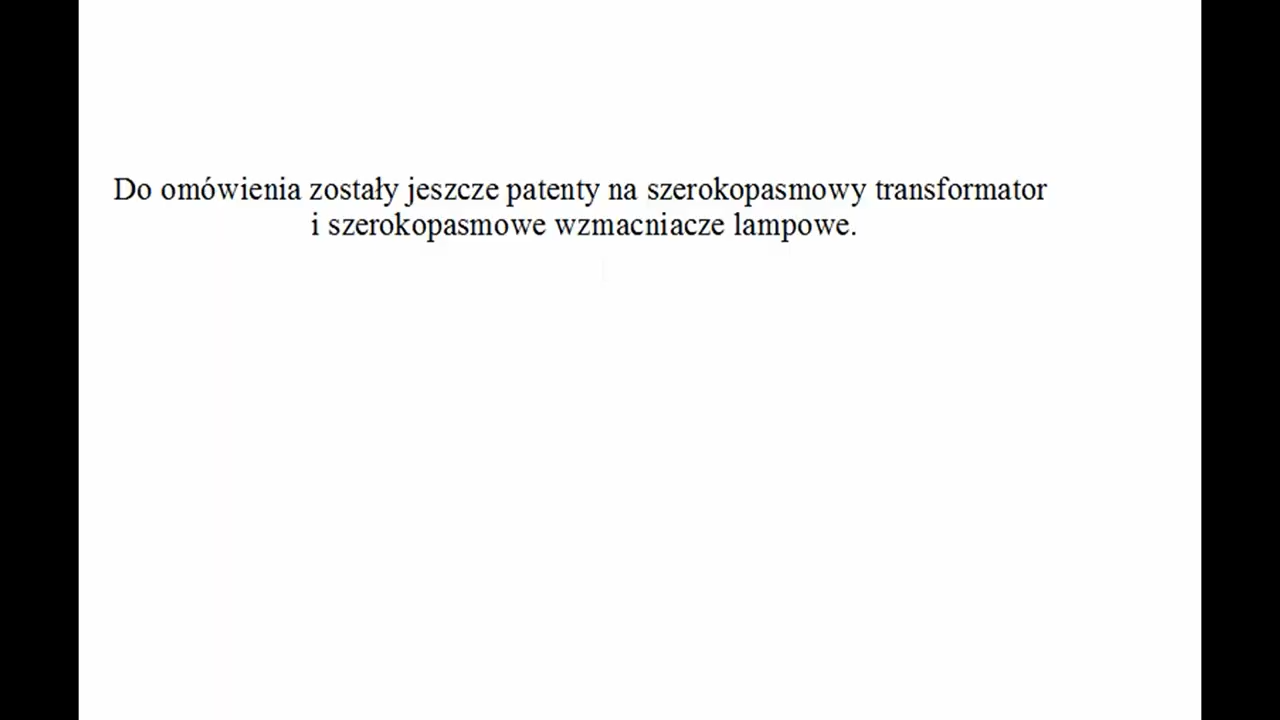 Do omówienia zostały jeszcze patenty na szerokopasmowy transformator
i szerokopasmowe wzmacniacze lampowe.